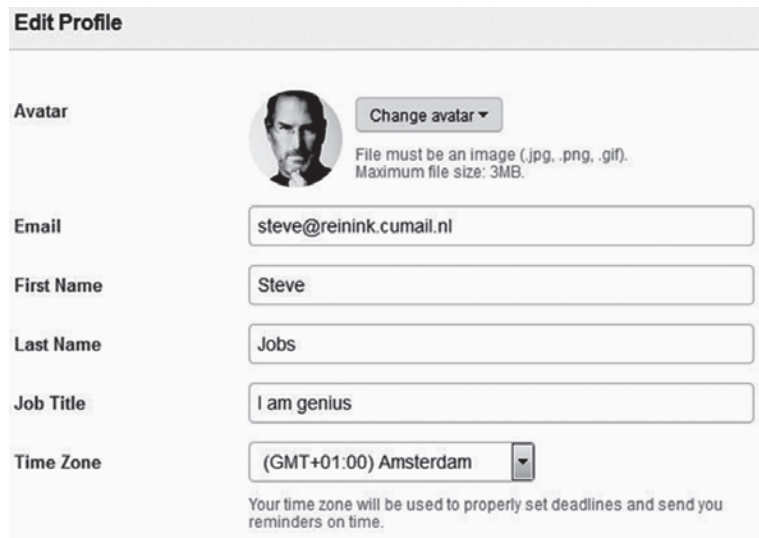 Edit Profile
Avatar
Change avatar
File must be an image (.jpg, .png, .gif).
Maximum file size: 3MB.
Email
steve@reinink.cumail.nl
First Name
Steve
Last Name
Jobs
Job Title
I am genius
Time Zone
(GMT+01:00) Amsterdam
Your time zone will be used to properly set deadlines and send you
reminders on time.